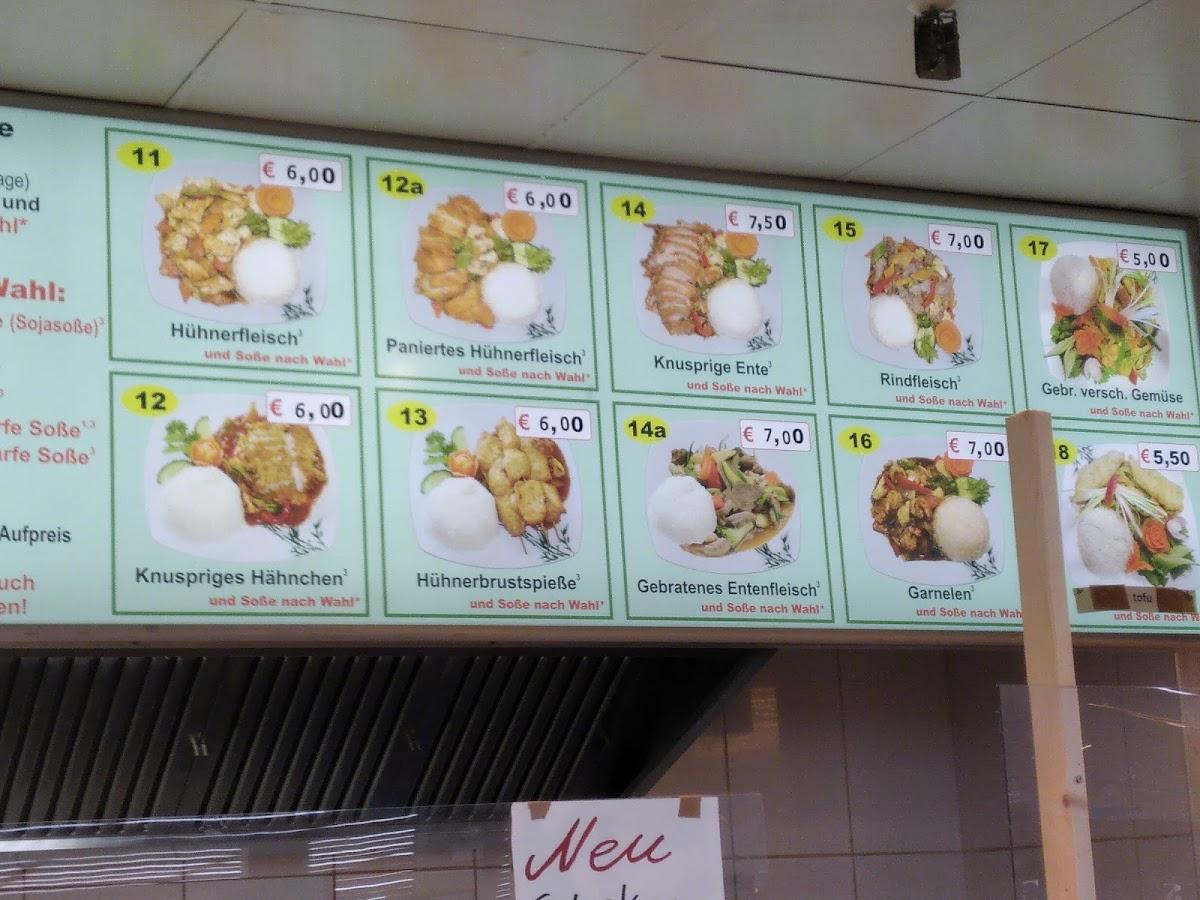 e
age)
und
hl*
Wahl:
e (Sojasoße)³
3
rfe Soße¹·³
urfe Soße³
Aufpreis
uch
en!
11
€ 6,00
Hühnerfleisch³
und Soße nach Wahl*
12a
€ 6,00
Paniertes Hühnerfleisch³
und Soße nach Wahl*
14
€ 7,50
Knusprige Ente³
und Soße nach Wahl*
15
€ 7,00
Rindfleisch³
und Soße nach Wahl*
17
€ 5,00
Gebr. versch. Gemüse
und Soße nach Wahl*
12
€ 6,00
Knuspriges Hähnchen³
und Soße nach Wahl*
13
€ 6,00
Hühnerbrustspieße³
und Soße nach Wahl*
14a
€ 7,00
Gebratenes Entenfleisch³
und Soße nach Wahl*
16
€ 7,00
Garnelen³
und Soße nach Wah
8
€ 5,50
tofu
und Soße nach W
Neu